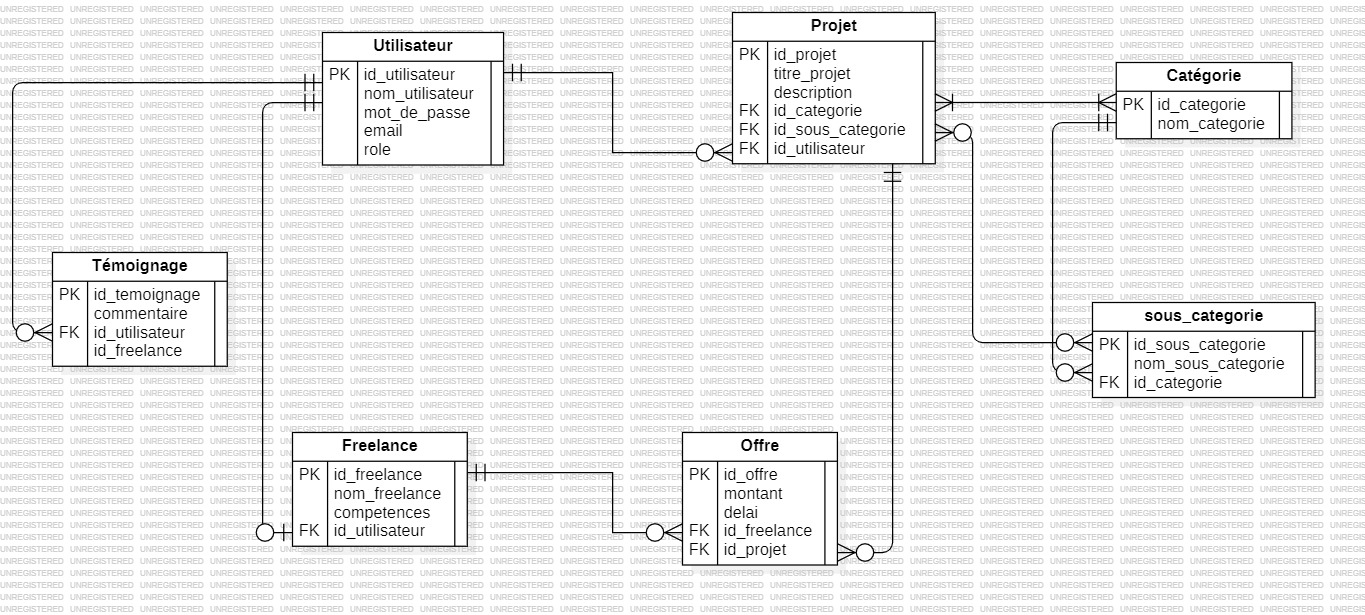 Utilisateur
PK id_utilisateur
nom_utilisateur
mot_de_passe
email
role
Projet
PK id_projet
titre_projet
description
FK id_categorie
FK id_sous_categorie
FK id_utilisateur
Catégorie
PK id_categorie
nom_categorie
Témoignage
PK id_temoignage
commentaire
FK id_utilisateur
id_freelance
sous_categorie
PK id_sous_categorie
nom_sous_categorie
FK id_categorie
Freelance
PK id_freelance
nom_freelance
competences
FK id_utilisateur
Offre
PK id_offre
montant
delai
FK id_freelance
FK id_projet
UNREGISTERED